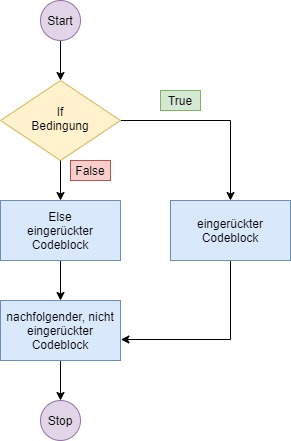 Start
If
Bedingung
True
False
Else
eingerückter
Codeblock
eingerückter
Codeblock
nachfolgender, nicht
eingerückter
Codeblock
Stop